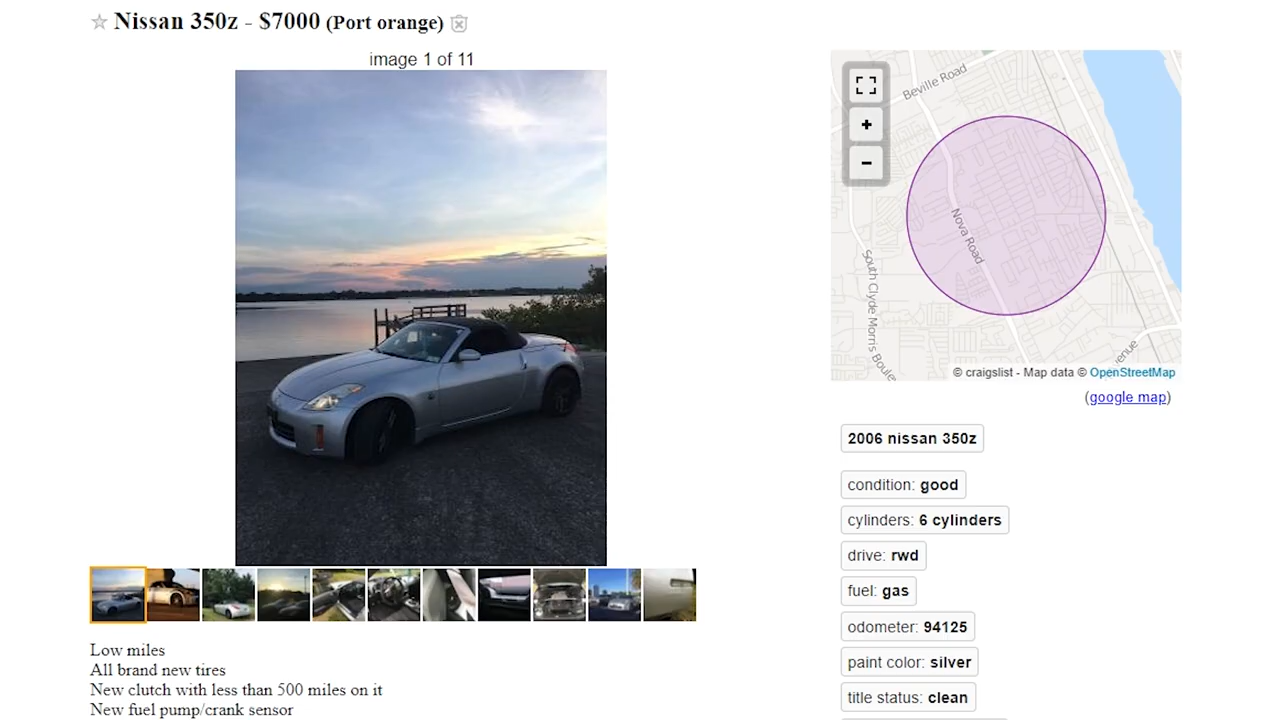 ☆ Nissan 350z - $7000 (Port orange)
image 1 of 11
Beville Road
+
-
Nova Road
South Clyde Morris Boule
enue
© craigslist - Map data © OpenStreetMap
(google map)
2006 nissan 350z
condition: good
cylinders: 6 cylinders
drive: rwd
fuel: gas
odometer: 94125
paint color: silver
title status: clean
Low miles
All brand new tires
New clutch with less than 500 miles on it
New fuel pump/crank sensor